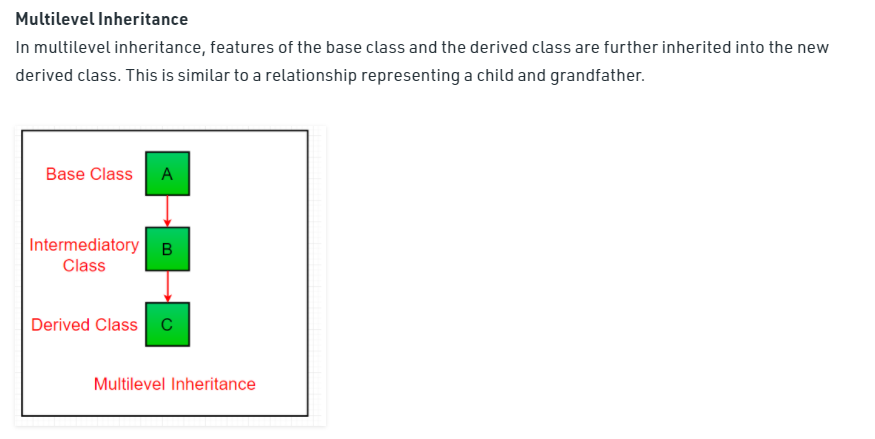 Multilevel Inheritance
In multilevel inheritance, features of the base class and the derived class are further inherited into the new
derived class. This is similar to a relationship representing a child and grandfather.
Base Class A
Intermediatory B
Class
Derived Class C
Multilevel Inheritance